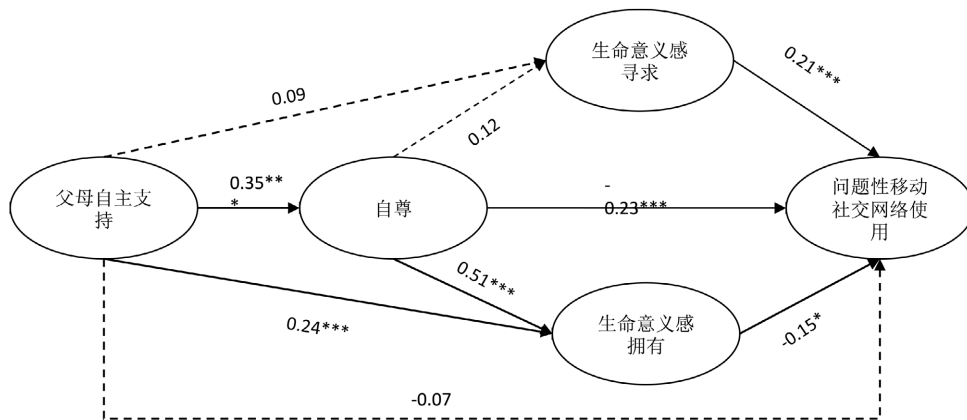 生命意义感
寻求
0.21***
0.09
0.12
父母自主支
持
0.35**
*
自尊
-
0.23***
问题性移动
社交网络使
用
0.51***
0.24***
生命意义感
拥有
-0.15*
-0.07